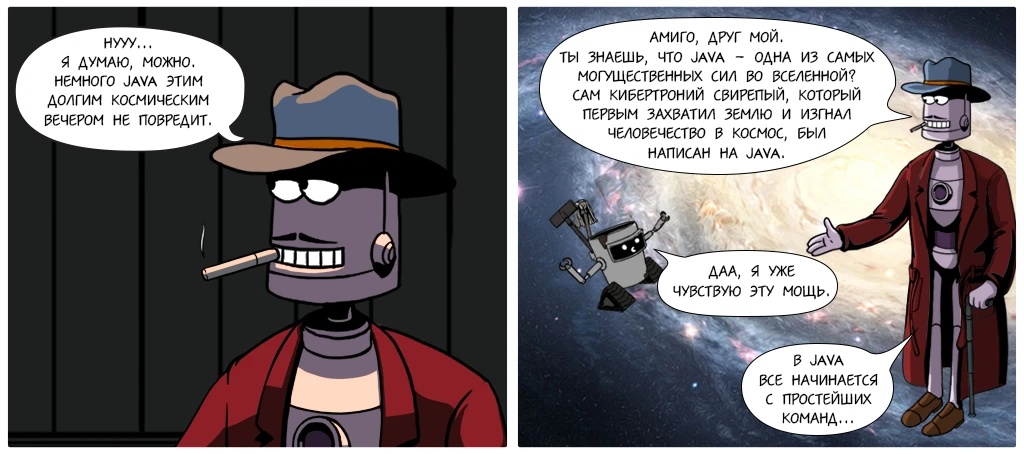 НУУУ...
Я ДУМАЮ, МОЖНО.
НЕМНОГО JAVA ЭТИМ
ДОЛГИМ КОСМИЧЕСКИМ
ВЕЧЕРОМ НЕ ПОВРЕДИТ.
АМИГО, ДРУГ МОЙ.
ТЫ ЗНАЕШЬ, ЧТО JAVA – ОДНА ИЗ САМЫХ
МОГУЩЕСТВЕННЫХ СИЛ ВО ВСЕЛЕННОЙ?
САМ КИБЕРТРОНИЙ СВИРЕПЫЙ, КОТОРЫЙ
ПЕРВЫМ ЗАХВАТИЛ ЗЕМЛЮ И ИЗГНАЛ
ЧЕЛОВЕЧЕСТВО В КОСМОС, БЫЛ
НАПИСАН НА JAVA.
ДАА, Я УЖЕ
ЧУВСТВУЮ ЭТУ МОЩЬ.
В JAVA
ВСЕ НАЧИНАЕТСЯ
С ПРОСТЕЙШИХ
КОМАНД...